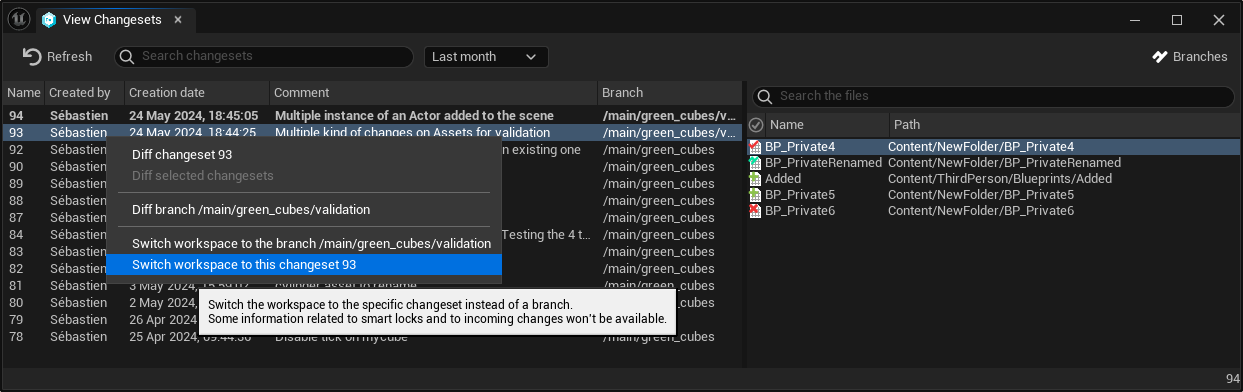 View Changesets
Refresh
Search changesets
Last month
Branches
Name Created by Creation date Comment Branch
94 Sébastien 24 May 2024, 18:45:05 Multiple instance of an Actor added to the scene /main/green_cubes/v...
93 Sébastien 24 May 2024, 18:44:25 Multiple kind of changes on Assets for validation /main/green_cubes/v...
92 Sébastien n existing one /main/green_cubes
90 Sébastien /main/green_cubes
89 Sébastien /main/green_cubes
88 Sébastien /main/green_cubes
87 Sébastien /main/green_cubes
84 Sébastien Testing the 4 t... /main/green_cubes
83 Sébastien /main/green_cubes
82 Sébastien /main/green_cubes
81 Sébastien 3 May 2024, 15:59:02 cylinder asset to rename /main/green_cubes
80 Sébastien 2 May 2024, /main/green_cubes
79 Sébastien 26 Apr 2024 /main/green_cubes
78 Sébastien 25 Apr 2024, 09:44:36 Disable tick on mycube /main/green_cubes
Diff changeset 93
Diff selected changesets
Diff branch /main/green_cubes/validation
Switch workspace to the branch /main/green_cubes/validation
Switch workspace to this changeset 93
Switch the workspace to the specific changeset instead of a branch.
Some information related to smart locks and to incoming changes won't be available.
Search the files
Name Path
BP_Private4 Content/NewFolder/BP_Private4
BP_PrivateRenamed Content/NewFolder/BP_PrivateRenamed
Added Content/ThirdPerson/Blueprints/Added
BP_Private5 Content/NewFolder/BP_Private5
BP_Private6 Content/NewFolder/BP_Private6
94